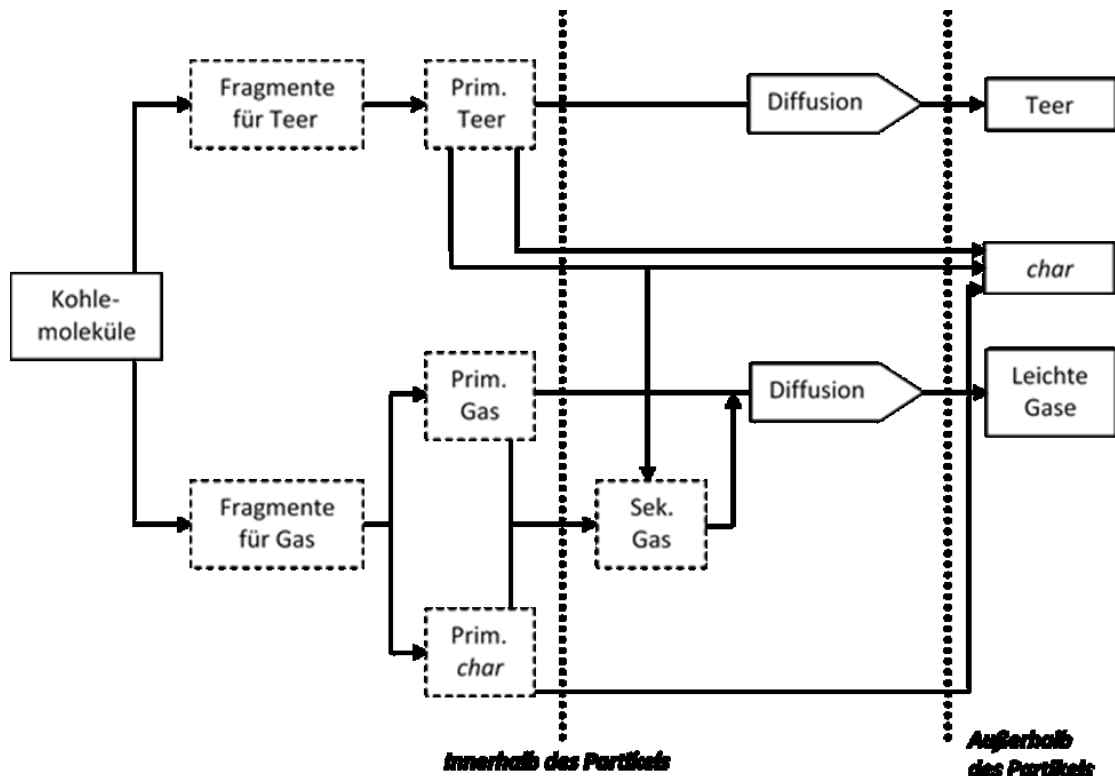 Fragmente
für Teer
Prim.
Teer
Diffusion
Teer
char
Kohle-
moleküle
Prim.
Gas
Diffusion
Leichte
Gase
Fragmente
für Gas
Sek.
Gas
Prim.
char
Innerhalb des Partikels
Außerhalb
des Partikels